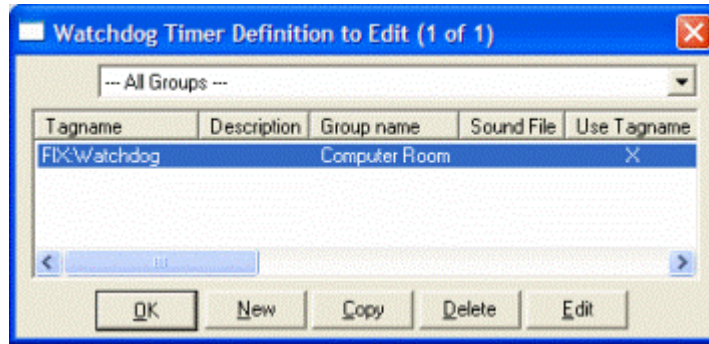 Watchdog Timer Definition to Edit (1 of 1)
--- All Groups ---
Tagname Description Group name Sound File Use Tagname
FIX:Watchdog Computer Room X
OK New Copy Delete Edit